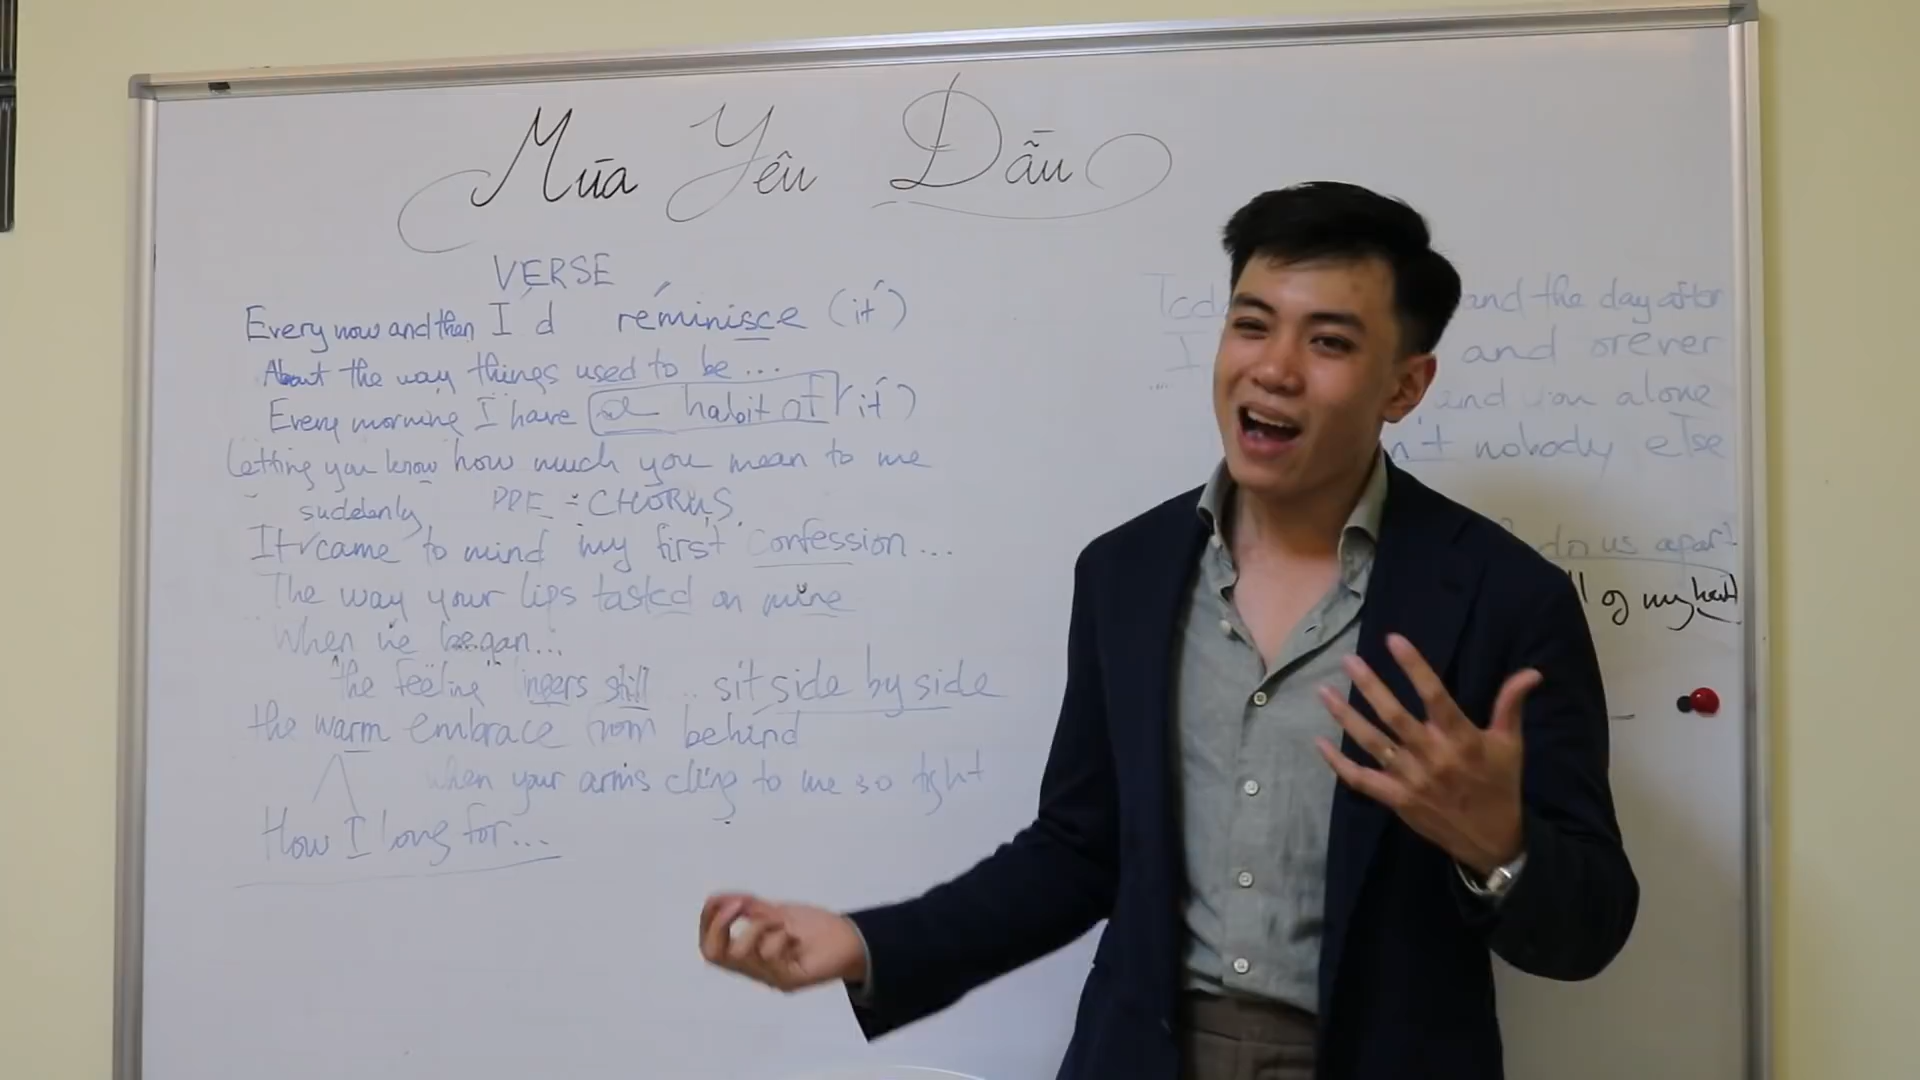 Mùa Yêu Dấu
VERSE
Every now and then I'd reminisce (it)
About the way things used to be...
Every morning I have a habit of (it)
Letting you know how much you mean to me
PRE-CHORUS
suddenly
It came to mind my first confession...
The way your lips tasted on mine
When we began...
"the feeling" lingers still .. sit side by side
the warm embrace from behind
when your arms cling to me so tight
How I long for...
and the day after
I and
and you alone
n't nobody else
do us apart
of my heart